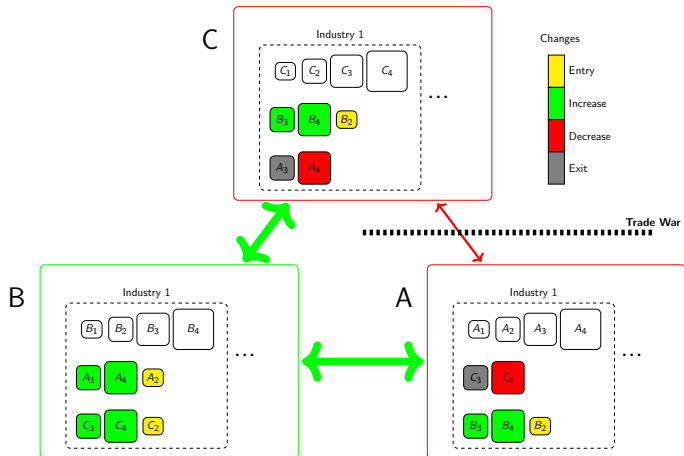 C
Industry 1
C1 C2 C3 C4
...
B3 B4 B2
A3 A4
Changes
Entry
Increase
Decrease
Exit
Trade War
B
Industry 1
B1 B2 B3 B4
...
A3 A4 A2
C3 C4 C2
A
Industry 1
A1 A2 A3 A4
...
C3 C4
B3 B4 B2